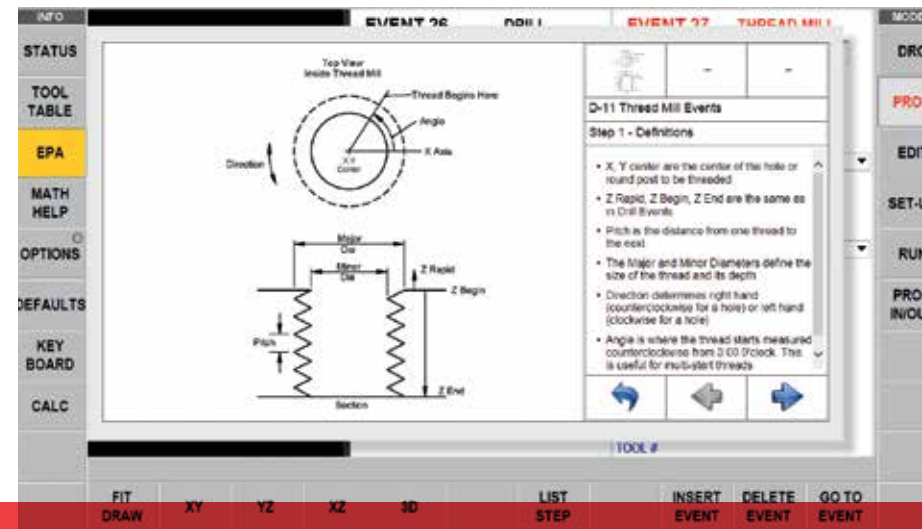 INFO
EVENT 26 DRILL EVENT 27 THREAD MILL
STATUS
TOOL
TABLE
EPA
MATH
HELP
OPTIONS
DEFAULTS
KEY
BOARD
CALC
Top View
Inside Thread Mill
Thread Begins Here
Angle
X Axis
Direction
X Y
Center
Major
Dia
Minor
Dia
Z Rapid
Z Begin
Pitch
Z End
Section
D-11 Thread Mill Events
Step 1 - Definitions
• X, Y center are the center of the hole or
round post to be threaded
• Z Rapid, Z Begin, Z End are the same as
in Drill Events
• Pitch is the distance from one thread to
the next
• The Major and Minor Diameters define the
size of the thread and its depth
• Direction determines right hand
(counterclockwise for a hole) or left hand
(clockwise for a hole)
• Angle is where the thread starts measured
counterclockwise from 3:00 O'clock. This
is useful for multi-start threads
TOOL #
MODE
DRO
PRO
EDI
SET-U
RUN
PRO
IN/OU
FIT
DRAW
XY
YZ
XZ
3D
LIST
STEP
INSERT
EVENT
DELETE
EVENT
GO TO
EVENT